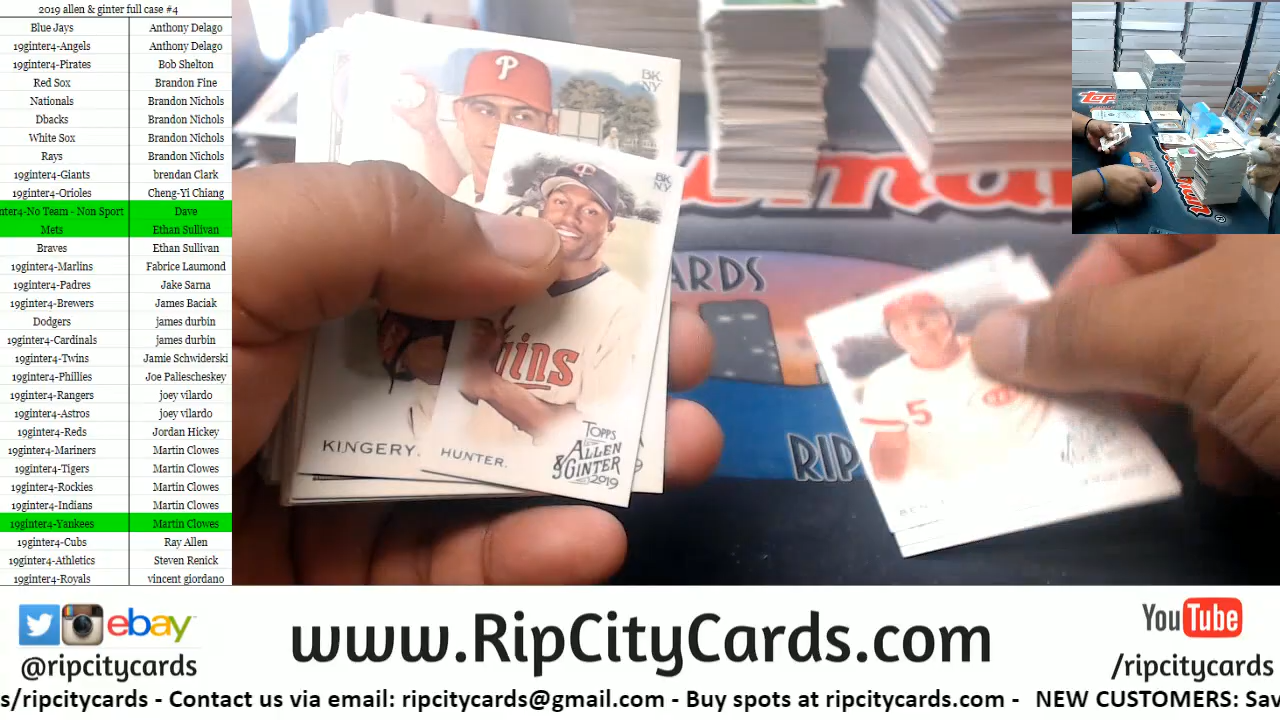 2019 allen & ginter full case #4
Blue Jays Anthony Delago
19ginter4-Angels Anthony Delago
19ginter4-Pirates Bob Shelton
Red Sox Brandon Fine
Nationals Brandon Nichols
Dbacks Brandon Nichols
White Sox Brandon Nichols
Rays Brandon Nichols
19ginter4-Giants brendan Clark
19ginter4-Orioles Cheng-Yi Chiang
nter4-No Team - Non Sport Dave
Mets Ethan Sullivan
Braves Ethan Sullivan
19ginter4-Marlins Fabrice Laumond
19ginter4-Padres Jake Sarna
19ginter4-Brewers James Baciak
Dodgers james durbin
19ginter4-Cardinals james durbin
19ginter4-Twins Jamie Schwiderski
19ginter4-Phillies Joe Paliescheskey
19ginter4-Rangers joey vilardo
19ginter4-Astros joey vilardo
19ginter4-Reds Jordan Hickey
19ginter4-Mariners Martin Clowes
19ginter4-Tigers Martin Clowes
19ginter4-Rockies Martin Clowes
19ginter4-Indians Martin Clowes
19ginter4-Yankees Martin Clowes
19ginter4-Cubs Ray Allen
19ginter4-Athletics Steven Renick
19ginter4-Royals vincent giordano
P
BK
NY
BK
NY
KINGERY.
HUNTER.
TOPPS
ALLEN
& GINTER
2019
5
ARDS
RIP
ebay
@ripcitycards
www.RipCityCards.com
YouTube
/ripcitycards
s/ripcitycards - Contact us via email: ripcitycards@gmail.com - Buy spots at ripcitycards.com - NEW CUSTOMERS: Sav